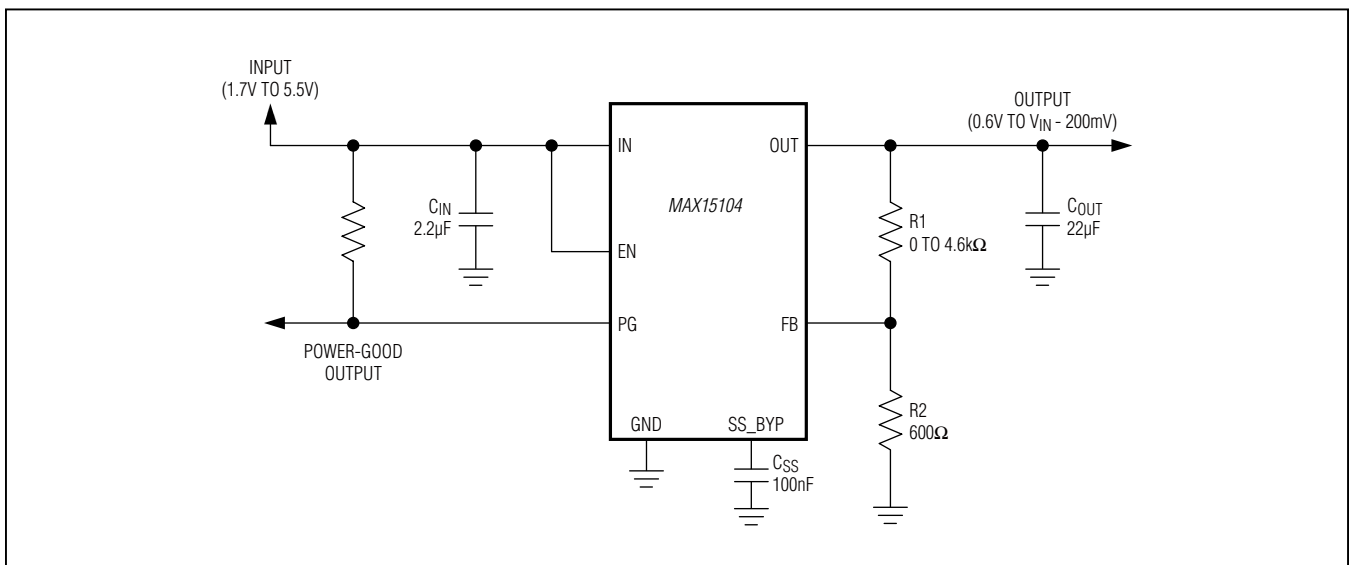 INPUT
(1.7V TO 5.5V)
OUTPUT
(0.6V TO VIN - 200mV)
IN
OUT
MAX15104
CIN
2.2µF
R1
0 TO 4.6kΩ
COUT
22µF
EN
PG
FB
POWER-GOOD
OUTPUT
R2
600Ω
GND
SS_BYP
CSS
100nF